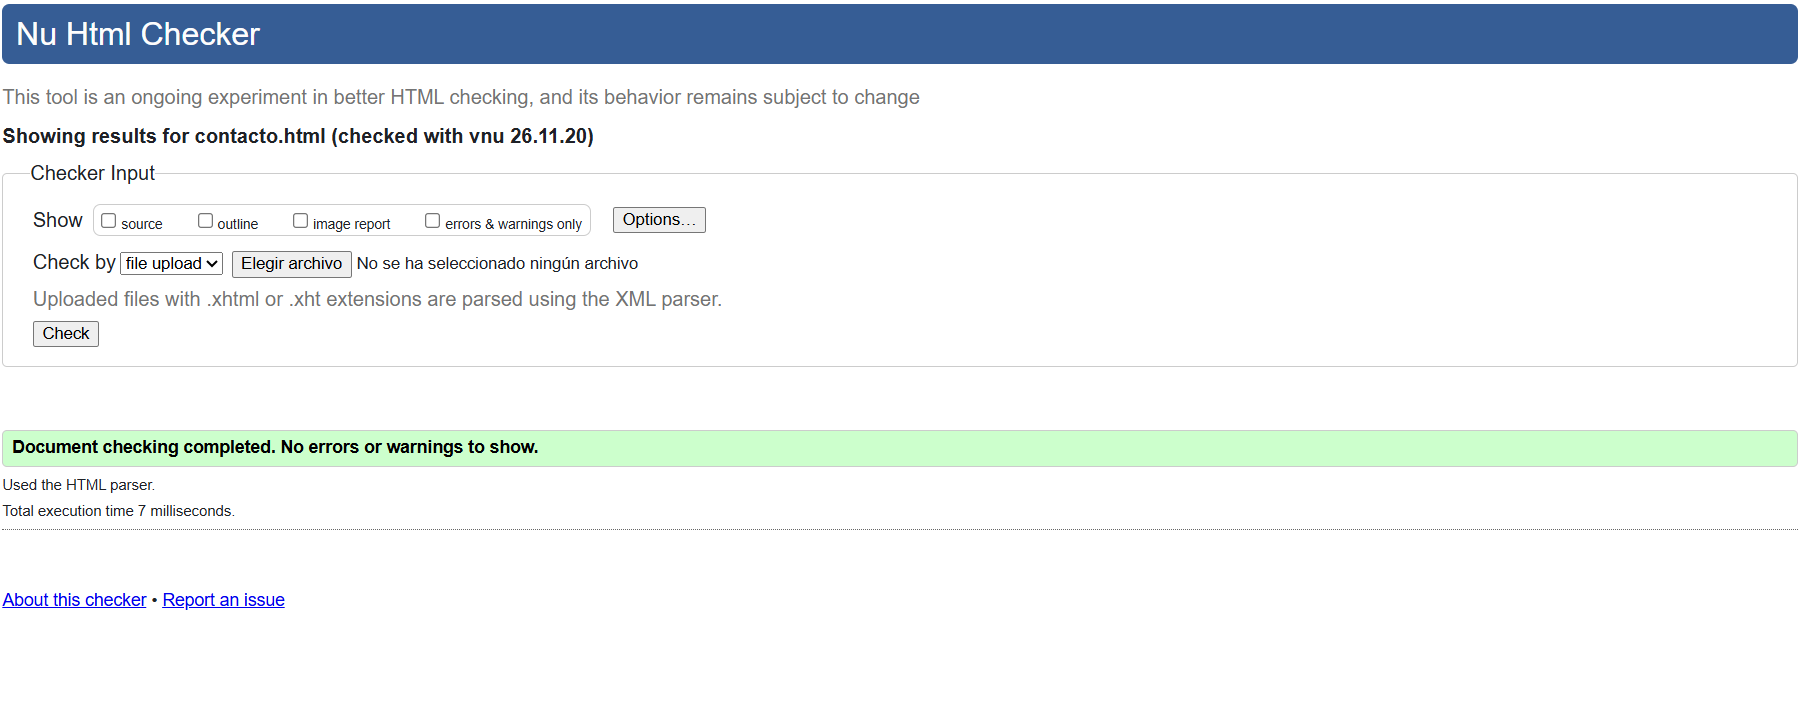 Nu Html Checker
This tool is an ongoing experiment in better HTML checking, and its behavior remains subject to change
Showing results for contacto.html (checked with vnu 26.11.20)
Checker Input
Show source outline image report errors & warnings only Options...
Check by file upload Elegir archivo No se ha seleccionado ningún archivo
Uploaded files with .xhtml or .xht extensions are parsed using the XML parser.
Check
Document checking completed. No errors or warnings to show.
Used the HTML parser.
Total execution time 7 milliseconds.
About this checker • Report an issue